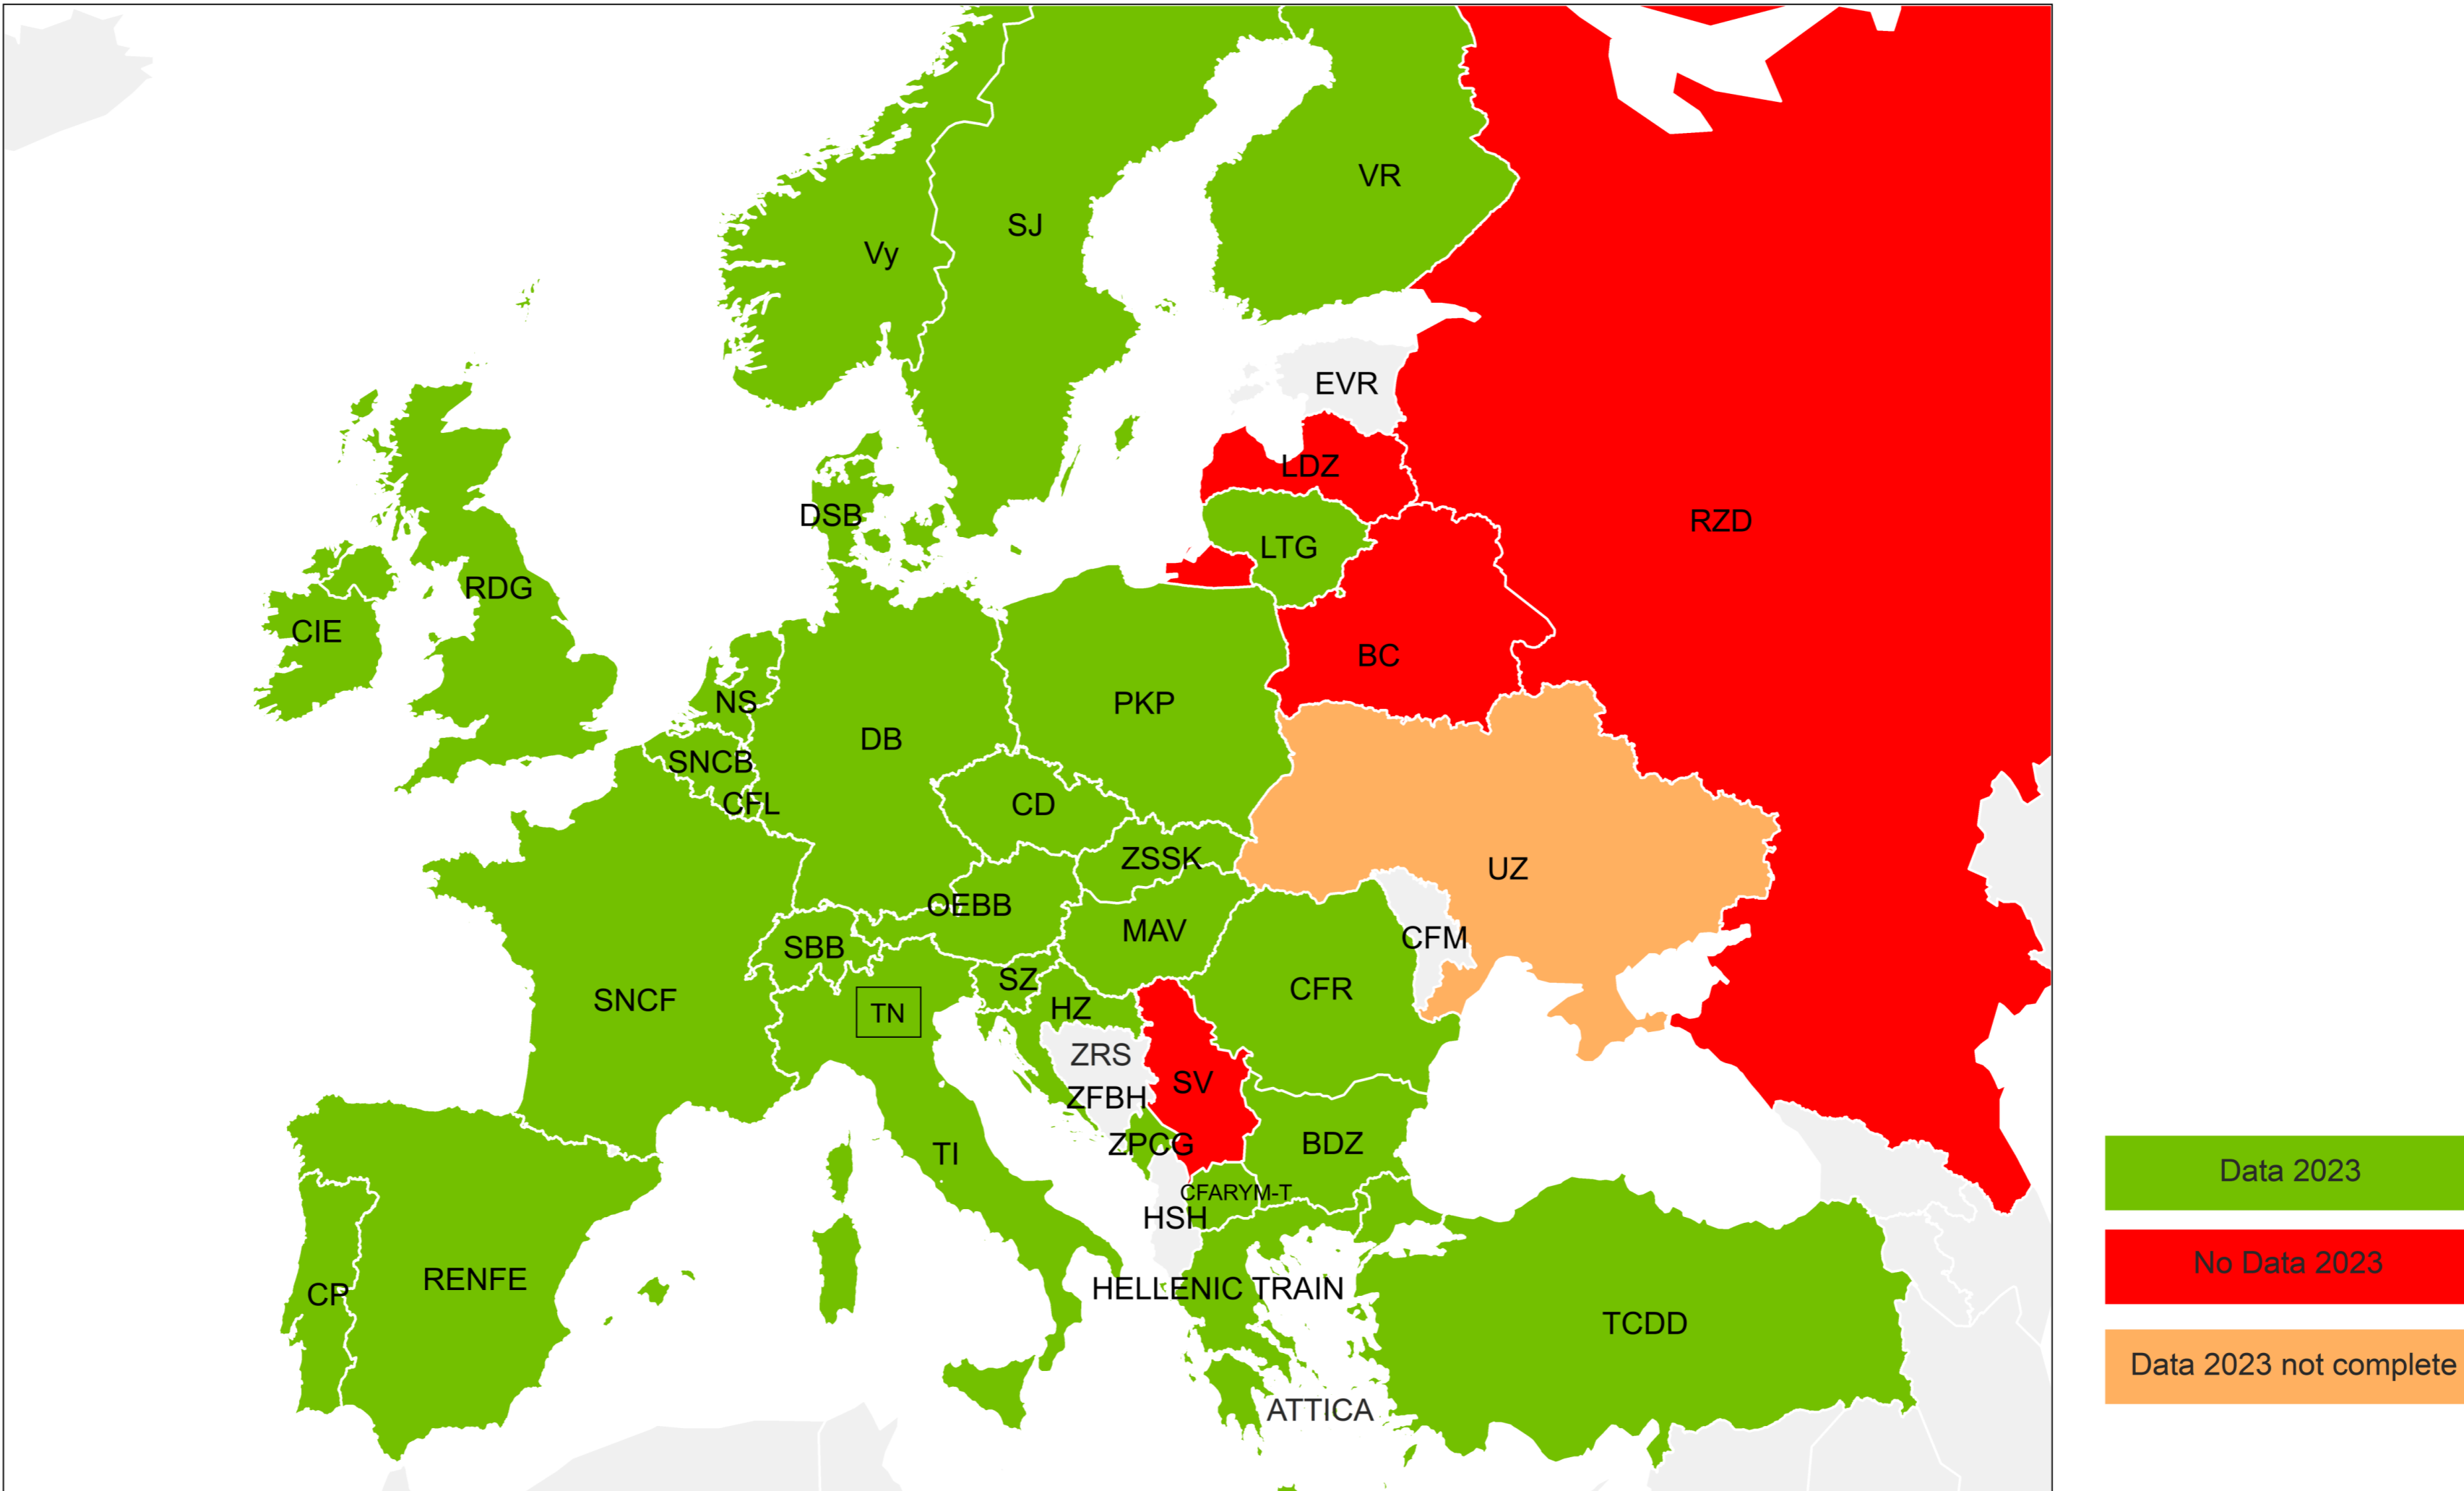 VR
SJ
Vy
EVR
LDZ
DSB
RZD
LTG
RDG
CIE
BC
NS
PKP
DB
SNCB
CFL
CD
ZSSK
UZ
OEBB
MAV
CFM
SBB
SZ
CFR
SNCF
HZ
TN
ZRS
SV
ZFBH
ZPCG
BDZ
TI
Data 2023
CFARYM-T
HSH
No Data 2023
RENFE
HELLENIC TRAIN
CP
TCDD
Data 2023 not complete
ATTICA